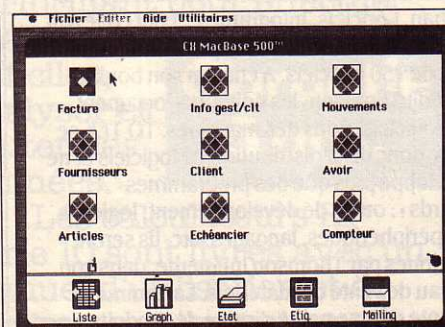 Fichier Editer Aide Utilitaires
CX MacBase 500™
Facture Info gest/clt Mouvements
Fournisseurs Client Avoir
Articles Echéancier Compteur
Liste Graph. Etat Etiq. Mailing